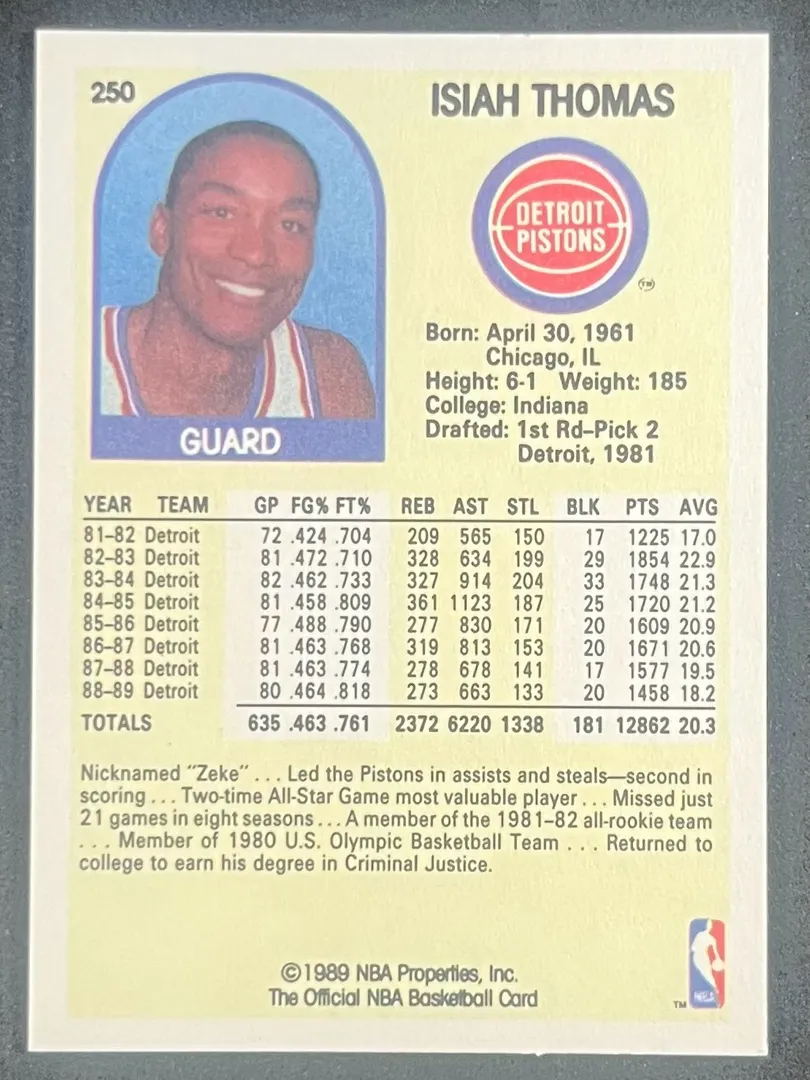 250
ISIAH THOMAS
DETROIT
PISTONS
TM
Born: April 30, 1961
Chicago, IL
Height: 6-1 Weight: 185
College: Indiana
Drafted: 1st Rd–Pick 2
Detroit, 1981
GUARD
YEAR TEAM GP FG% FT% REB AST STL BLK PTS AVG
81–82 Detroit 72 .424 .704 209 565 150 17 1225 17.0
82–83 Detroit 81 .472 .710 328 634 199 29 1854 22.9
83–84 Detroit 82 .462 .733 327 914 204 33 1748 21.3
84–85 Detroit 81 .458 .809 361 1123 187 25 1720 21.2
85–86 Detroit 77 .488 .790 277 830 171 20 1609 20.9
86–87 Detroit 81 .463 .768 319 813 153 20 1671 20.6
87–88 Detroit 81 .463 .774 278 678 141 17 1577 19.5
88–89 Detroit 80 .464 .818 273 663 133 20 1458 18.2
TOTALS 635 .463 .761 2372 6220 1338 181 12862 20.3
Nicknamed "Zeke" . . . Led the Pistons in assists and steals—second in
scoring . . . Two-time All-Star Game most valuable player . . . Missed just
21 games in eight seasons . . . A member of the 1981–82 all-rookie team
. . . Member of 1980 U.S. Olympic Basketball Team . . . Returned to
college to earn his degree in Criminal Justice.
©1989 NBA Properties, Inc.
The Official NBA Basketball Card
TM